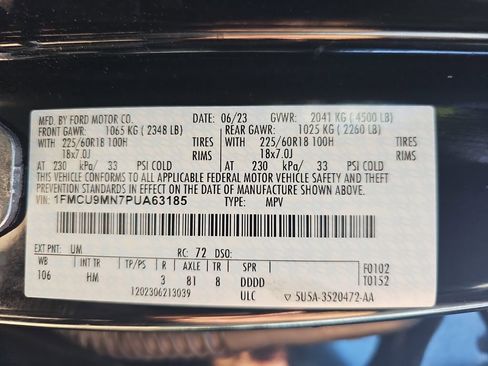 MFD. BY FORD MOTOR CO. DATE: 06/23 GVWR: 2041 KG ( 4500 LB)
FRONT GAWR: 1065 KG ( 2348 LB) REAR GAWR: 1025 KG ( 2260 LB)
WITH 225/60R18 100H TIRES WITH 225/60R18 100H TIRES
18x7.0J RIMS 18x7.0J RIMS
AT 230 kPa/ 33 PSI COLD AT 230 kPa/ 33 PSI COLD
THIS VEHICLE CONFORMS TO ALL APPLICABLE FEDERAL MOTOR VEHICLE SAFETY AND THEFT
PREVENTION STANDARDS IN EFFECT ON THE DATE OF MANUFACTURE SHOWN ABOVE.
VIN: 1FMCU9MN7PUA63185 TYPE: MPV
EXT PNT: UM RC: 72 DSO:
WB INT TR TP/PS R AXLE TR SPR F0102
106 HM 3 81 8 DDDD T0152
1202306213039 ULC 5U5A-3520472-AA